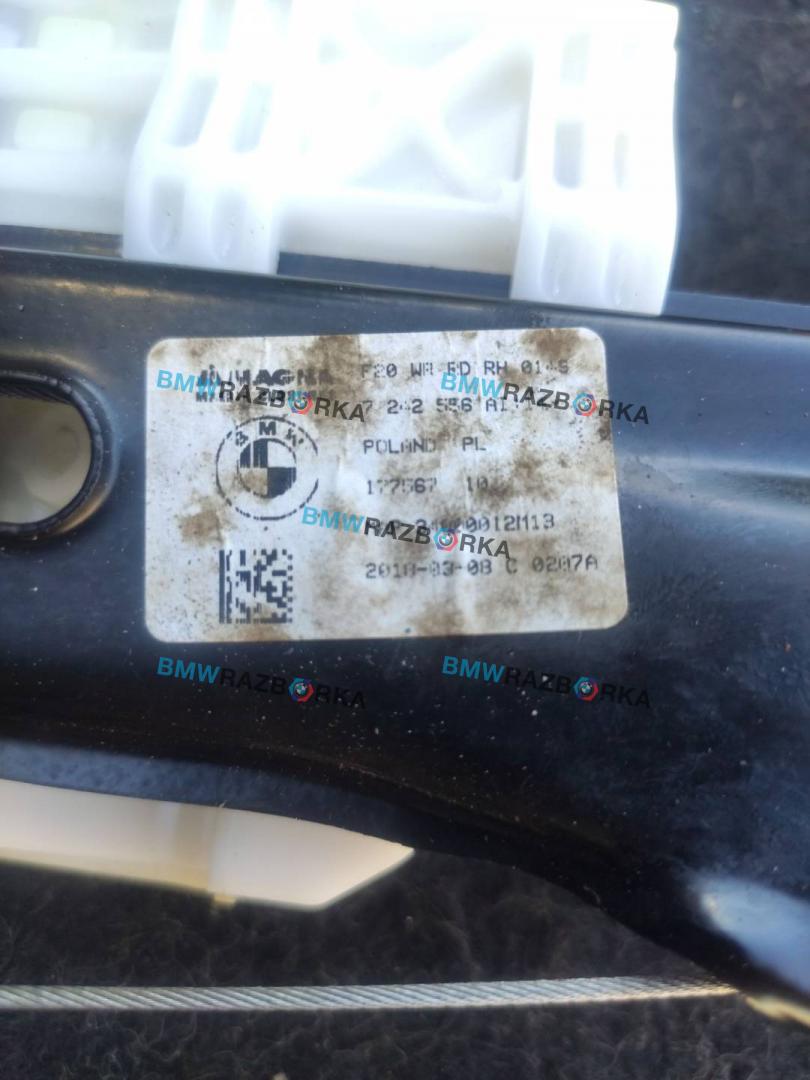 MAGNA F20 WR FD RH
BMWRAZBORKA BMWRAZBORKA
7 242 556
BMW
POLAND PL
177567 10
BMWRAZBORKA
0012M13
2018-03-08 C 0207A
BMWRAZBORKA BMWRAZBORKA